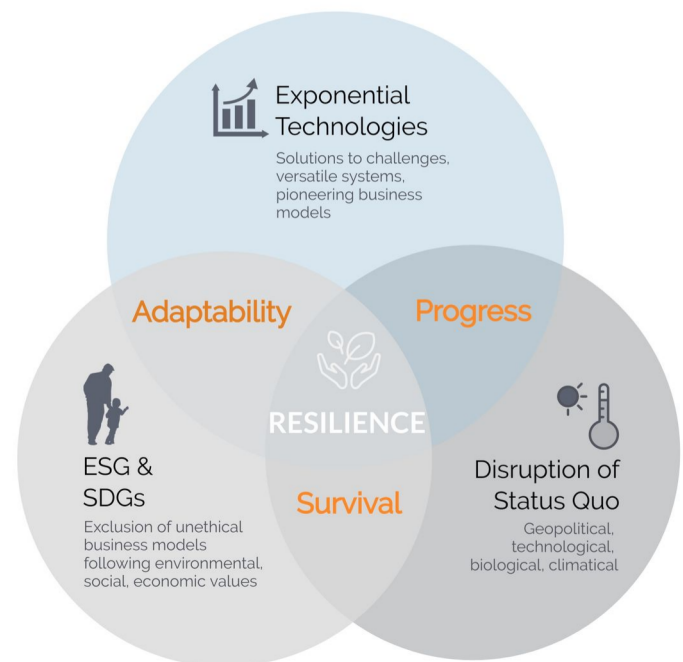 Exponential
Technologies
Solutions to challenges,
versatile systems,
pioneering business
models
Adaptability
Progress
RESILIENCE
ESG &
SDGs
Exclusion of unethical
business models
following environmental,
social, economic values
Survival
Disruption of
Status Quo
Geopolitical,
technological,
biological, climatical